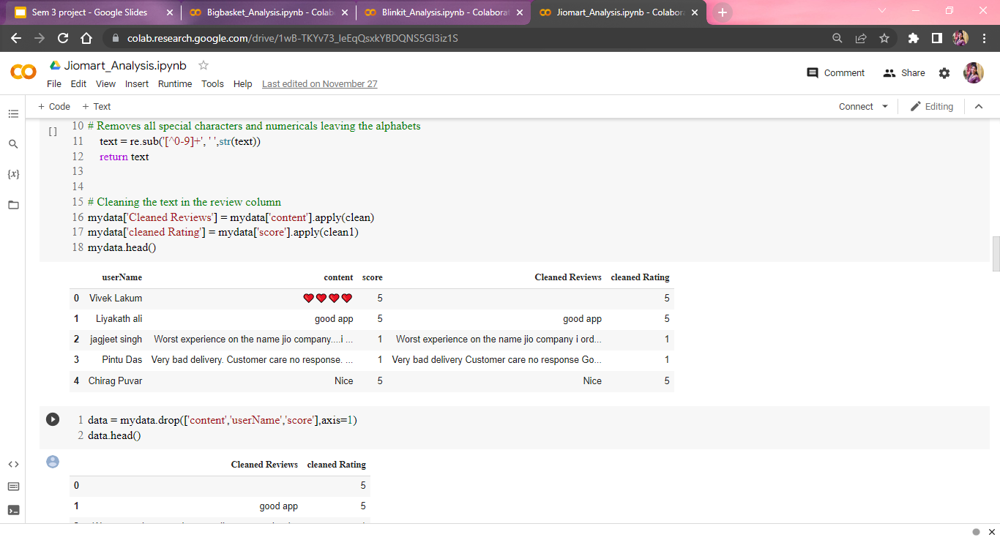 Sem 3 project - Google Slides
Bigbasket_Analysis.ipynb - Colab
Blinkit_Analysis.ipynb - Colaborat
Jiomart_Analysis.ipynb - Colabora
colab.research.google.com/drive/1wB-TKYv73_IeEqQsxkYBDQNS5Gl3iz1S
Jiomart_Analysis.ipynb
Comment Share
File Edit View Insert Runtime Tools Help Last edited on November 27
+ Code + Text Connect Editing
[ ] 10 # Removes all special characters and numericals leaving the alphabets
11 text = re.sub('[^0-9]+', ' ',str(text))
12 return text
13
14
15 # Cleaning the text in the review column
16 mydata['Cleaned Reviews'] = mydata['content'].apply(clean)
17 mydata['cleaned Rating'] = mydata['score'].apply(clean1)
18 mydata.head()
userName content score Cleaned Reviews cleaned Rating
0 Vivek Lakum ❤❤❤❤ 5 5
1 Liyakath ali good app 5 good app 5
2 jagjeet singh Worst experience on the name jio company....i ... 1 Worst experience on the name jio company i ord... 1
3 Pintu Das Very bad delivery. Customer care no response. ... 1 Very bad delivery Customer care no response Go... 1
4 Chirag Puvar Nice 5 Nice 5
1 data = mydata.drop(['content','userName','score'],axis=1)
2 data.head()
Cleaned Reviews cleaned Rating
0 5
1 good app 5